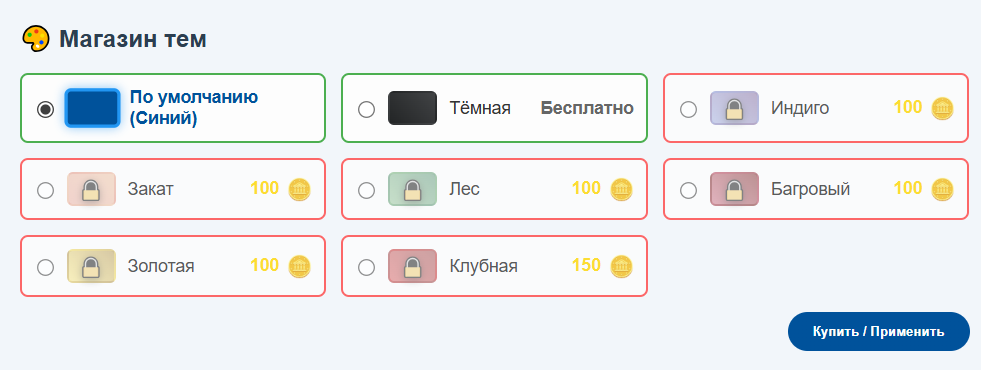 Магазин тем
По умолчанию
(Синий)
Тёмная Бесплатно
Индиго 100
Закат 100
Лес 100
Багровый 100
Золотая 100
Клубная 150
Купить / Применить